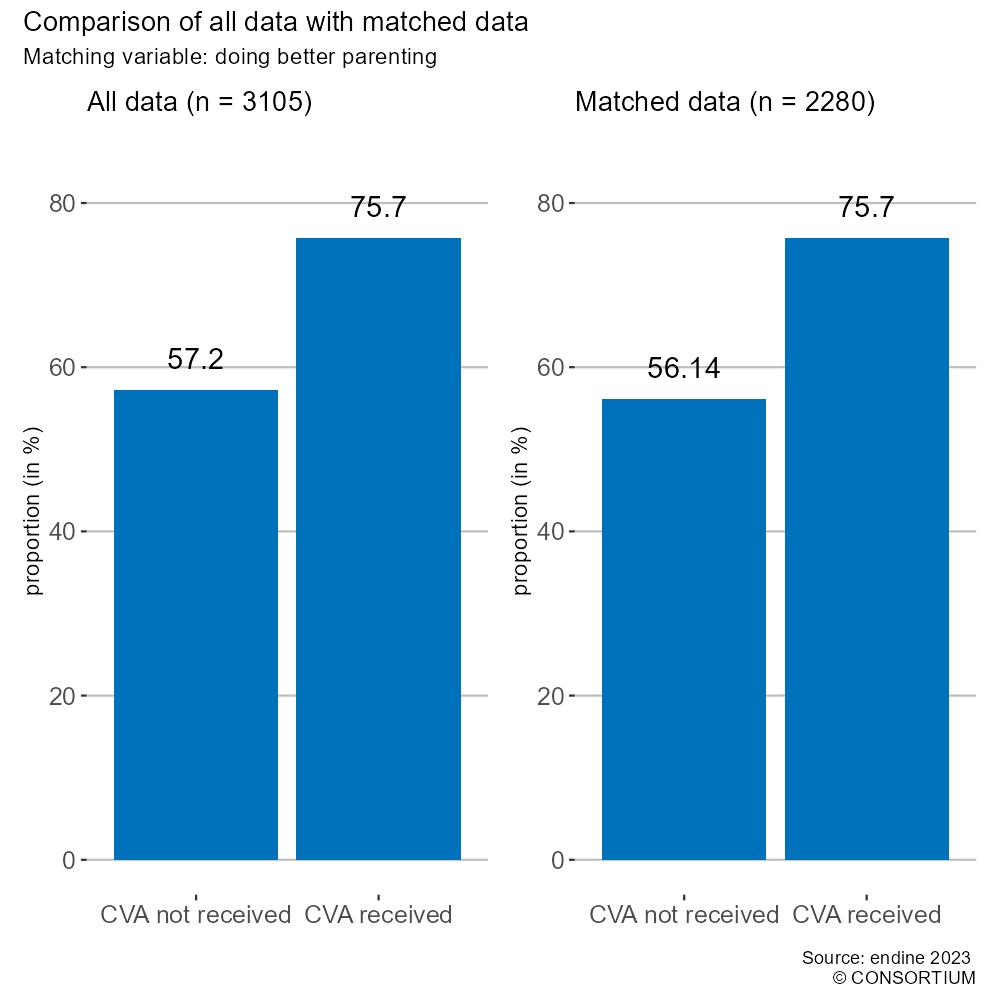 Comparison of all data with matched data
Matching variable: doing better parenting
All data (n = 3105)
80
60
40
20
0
proportion (in %)
57.2
75.7
CVA not received
CVA received
Matched data (n = 2280)
80
60
40
20
0
proportion (in %)
56.14
75.7
CVA not received
CVA received
Source: endine 2023
© CONSORTIUM